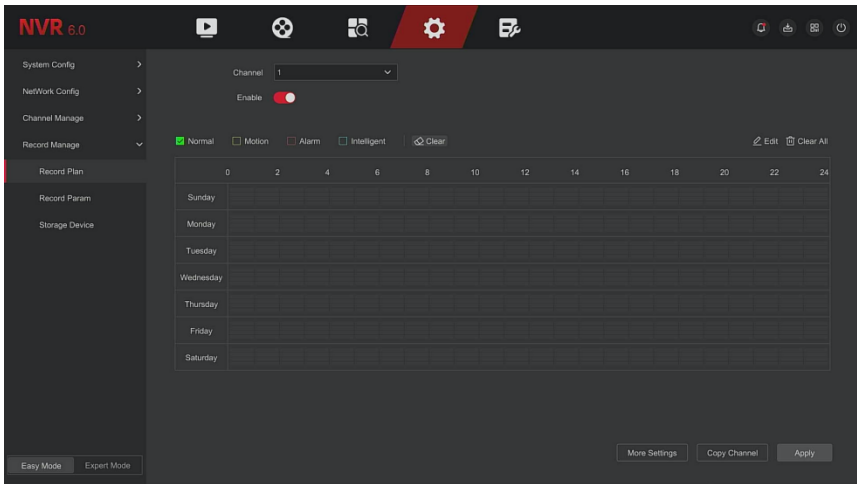 NVR 6.0
System Config
NetWork Config
Channel Manage
Record Manage
Record Plan
Record Param
Storage Device
Easy Mode Expert Mode
Channel 1
Enable
Normal Motion Alarm Intelligent Clear Edit Clear All
0 2 4 6 8 10 12 14 16 18 20 22 24
Sunday
Monday
Tuesday
Wednesday
Thursday
Friday
Saturday
More Settings Copy Channel Apply